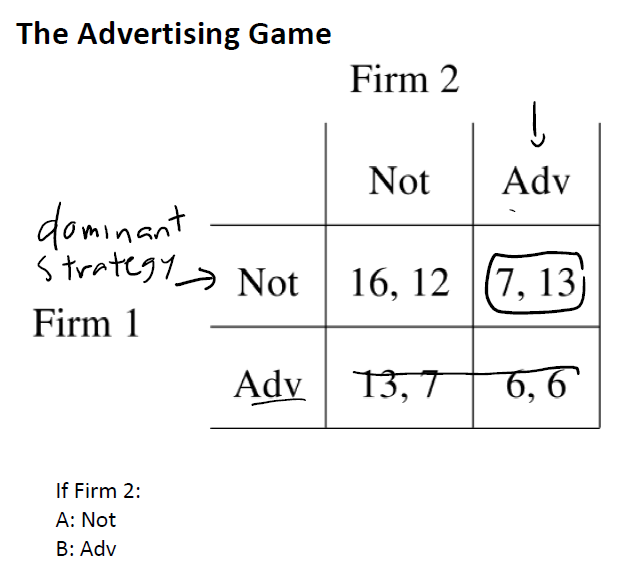 The Advertising Game
Firm 2
Not Adv
dominant
strategy
Not 16, 12 7, 13
Firm 1
Adv 13, 7 6, 6
If Firm 2:
A: Not
B: Adv